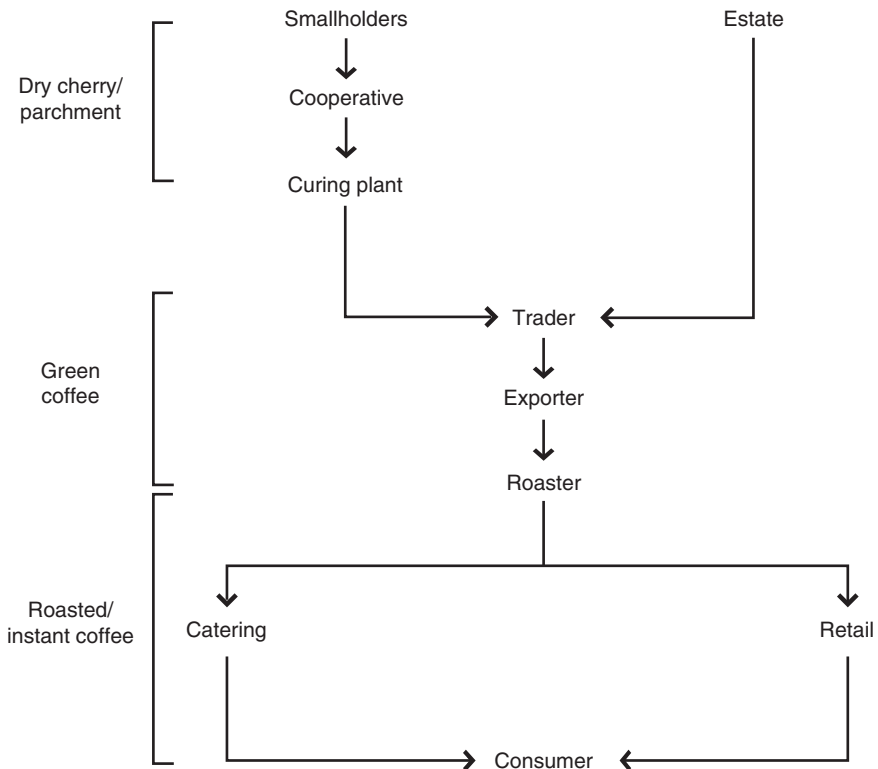 Smallholders
Estate
Dry cherry/
parchment
Cooperative
Curing plant
Trader
Green
coffee
Exporter
Roaster
Roasted/
instant coffee
Catering
Retail
Consumer